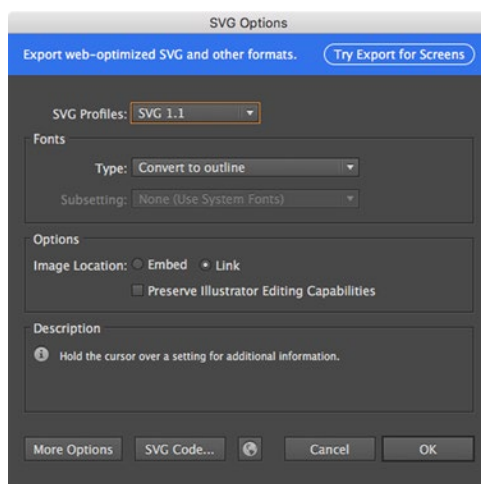 SVG Options
Export web-optimized SVG and other formats. Try Export for Screens
SVG Profiles: SVG 1.1
Fonts
Type: Convert to outline
Subsetting: None (Use System Fonts)
Options
Image Location: Embed Link
Preserve Illustrator Editing Capabilities
Description
Hold the cursor over a setting for additional information.
More Options SVG Code... Cancel OK